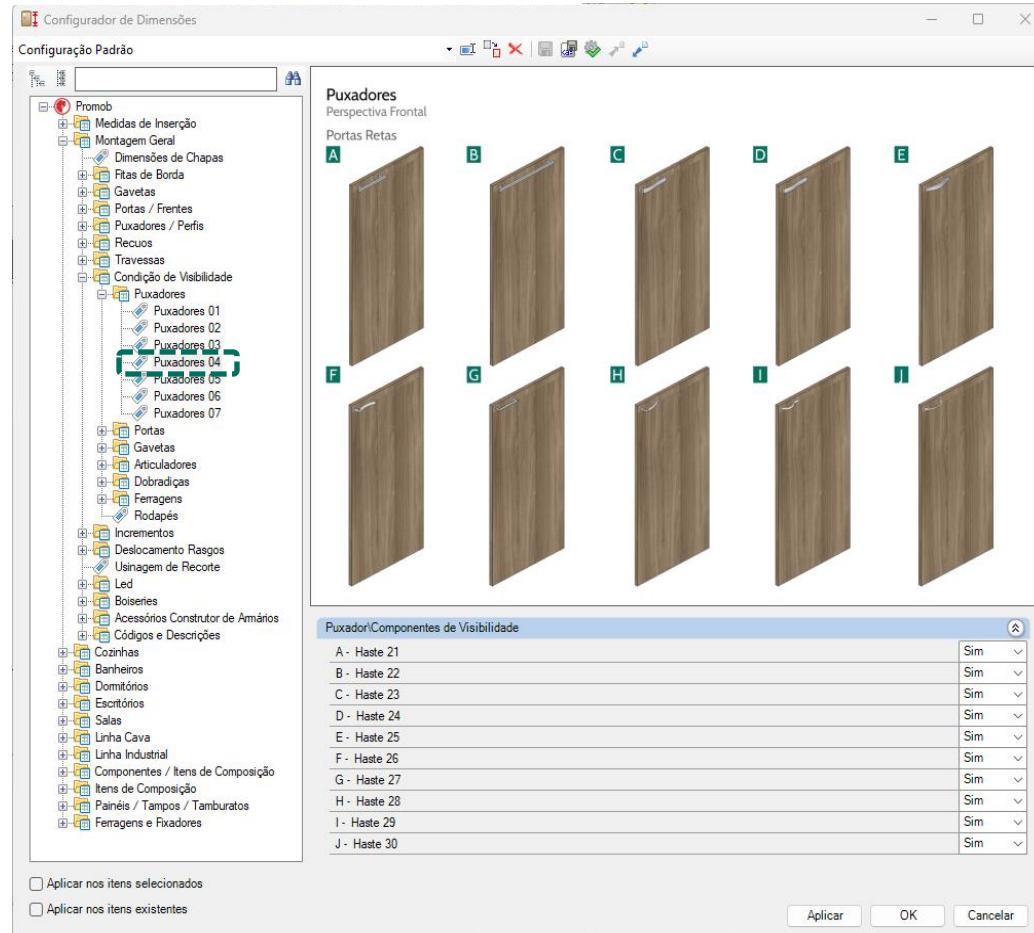 Configurador de Dimensões
Configuração Padrão
Promob
Medidas de Inserção
Montagem Geral
Dimensões de Chapas
Fitas de Borda
Gavetas
Portas / Frentes
Puxadores / Perfis
Recuos
Travessas
Condição de Visibilidade
Puxadores
Puxadores 01
Puxadores 02
Puxadores 03
Puxadores 04
Puxadores 05
Puxadores 06
Puxadores 07
Portas
Gavetas
Articuladores
Dobradiças
Ferragens
Rodapés
Incrementos
Deslocamento Rasgos
Usinagem de Recorte
Led
Boiseries
Acessórios Construtor de Armários
Códigos e Descrições
Cozinhas
Banheiros
Dormitórios
Escritórios
Salas
Linha Cava
Linha Industrial
Componentes / Itens de Composição
Itens de Composição
Painéis / Tampos / Tamburatos
Ferragens e Fixadores
Puxadores
Perspectiva Frontal
Portas Retas
A B C D E
F G H I J
Puxador\Componentes de Visibilidade
A - Haste 21 Sim
B - Haste 22 Sim
C - Haste 23 Sim
D - Haste 24 Sim
E - Haste 25 Sim
F - Haste 26 Sim
G - Haste 27 Sim
H - Haste 28 Sim
I - Haste 29 Sim
J - Haste 30 Sim
Aplicar nos itens selecionados
Aplicar nos itens existentes
Aplicar OK Cancelar